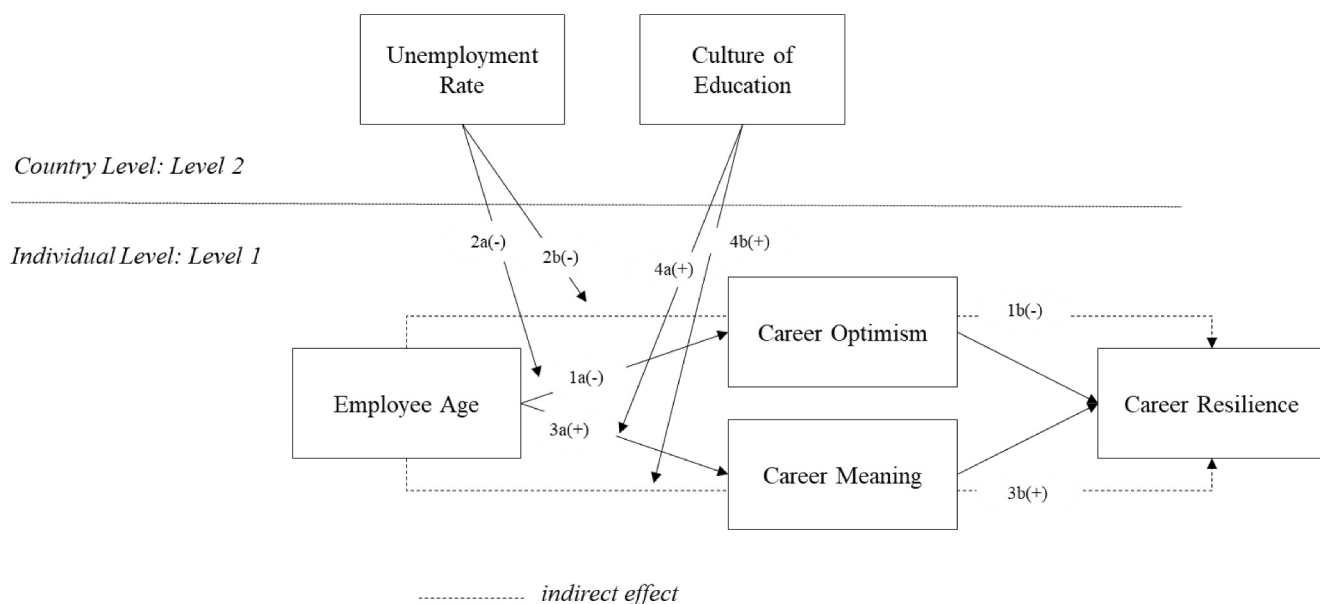 Unemployment
Rate
Culture of
Education
Country Level: Level 2
Individual Level: Level 1
2a(-)
2b(-)
4a(+)
4b(+)
Career Optimism
1b(-)
Employee Age
1a(-)
3a(+)
Career Resilience
Career Meaning
3b(+)
indirect effect